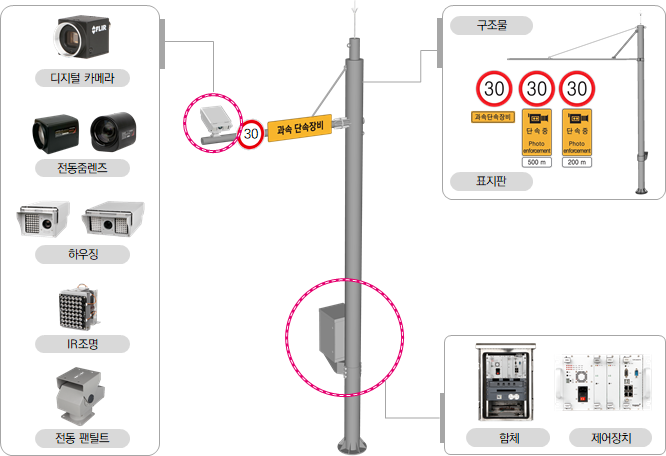 FLIR
디지털 카메라
전동줌렌즈
하우징
IR조명
전동 팬틸트
30
과속 단속장비
구조물
30
30
30
과속단속장비
단 속 중
Photo
enforcement
500 m
단 속 중
Photo
enforcement
200 m
표지판
함체
제어장치